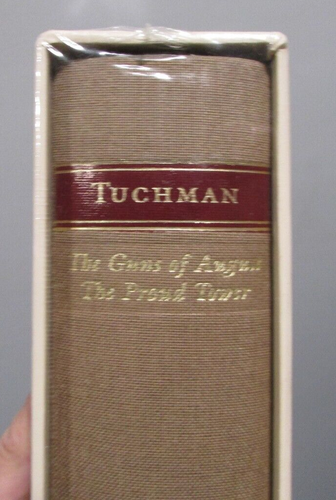 TUCHMAN
The Guns of August
The Proud Tower